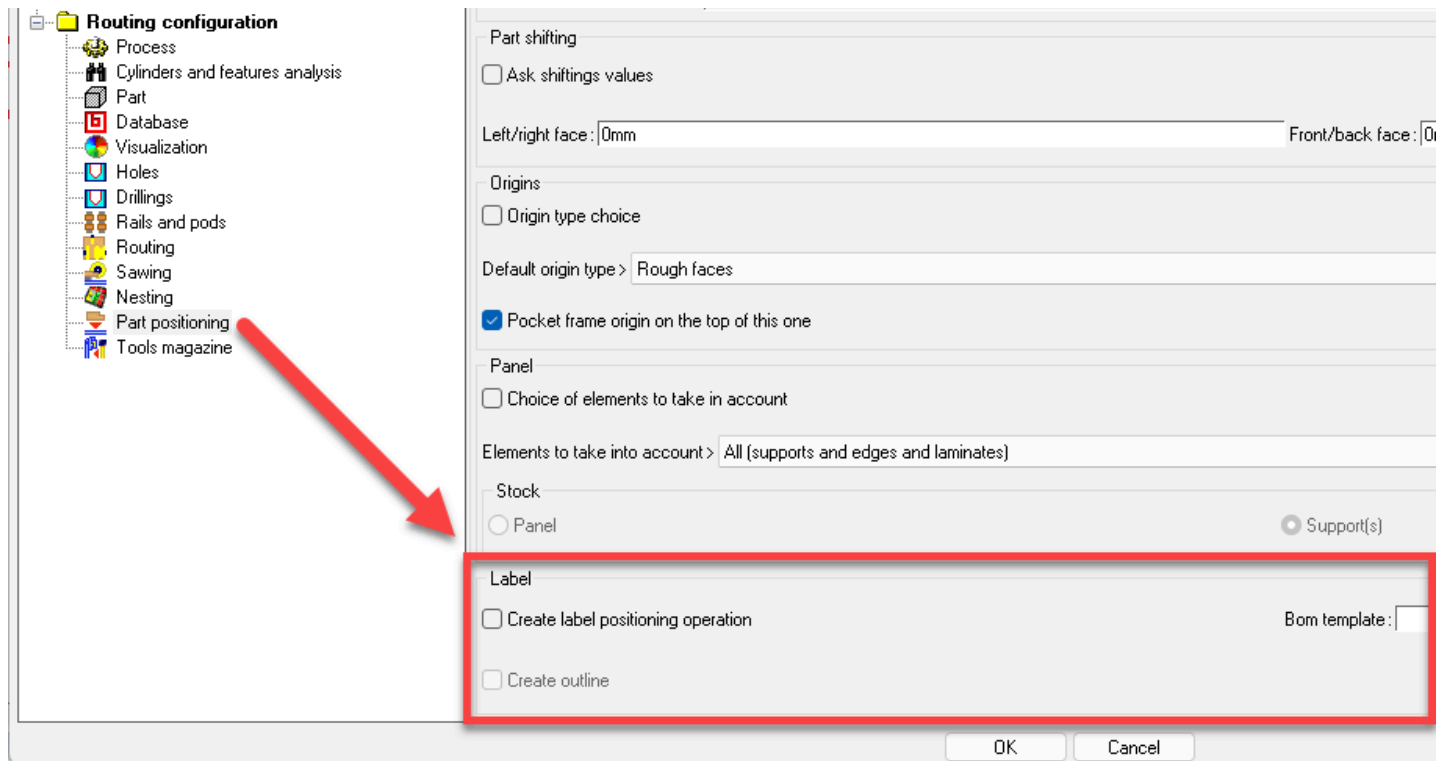 Routing configuration
Process
Cylinders and features analysis
Part
Database
Visualization
Holes
Drillings
Rails and pods
Routing
Sawing
Nesting
Part positioning
Tools magazine
Part shifting
Ask shiftings values
Left/right face : 0mm Front/back face :
Origins
Origin type choice
Default origin type > Rough faces
Pocket frame origin on the top of this one
Panel
Choice of elements to take in account
Elements to take into account > All (supports and edges and laminates)
Stock
Panel Support(s)
Label
Create label positioning operation Bom template :
Create outline
OK Cancel